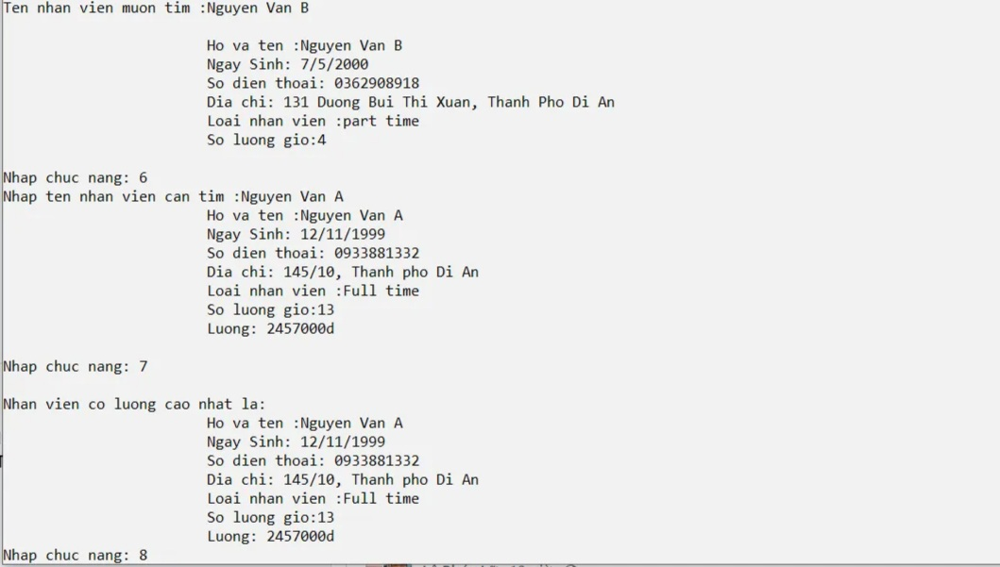 Ten nhan vien muon tim :Nguyen Van B
Ho va ten :Nguyen Van B
Ngay Sinh: 7/5/2000
So dien thoai: 0362908918
Dia chi: 131 Duong Bui Thi Xuan, Thanh Pho Di An
Loai nhan vien :part time
So luong gio:4
Nhap chuc nang: 6
Nhap ten nhan vien can tim :Nguyen Van A
Ho va ten :Nguyen Van A
Ngay Sinh: 12/11/1999
So dien thoai: 0933881332
Dia chi: 145/10, Thanh pho Di An
Loai nhan vien :Full time
So luong gio:13
Luong: 2457000d
Nhap chuc nang: 7
Nhan vien co luong cao nhat la:
Ho va ten :Nguyen Van A
Ngay Sinh: 12/11/1999
So dien thoai: 0933881332
Dia chi: 145/10, Thanh pho Di An
Loai nhan vien :Full time
So luong gio:13
Luong: 2457000d
Nhap chuc nang: 8